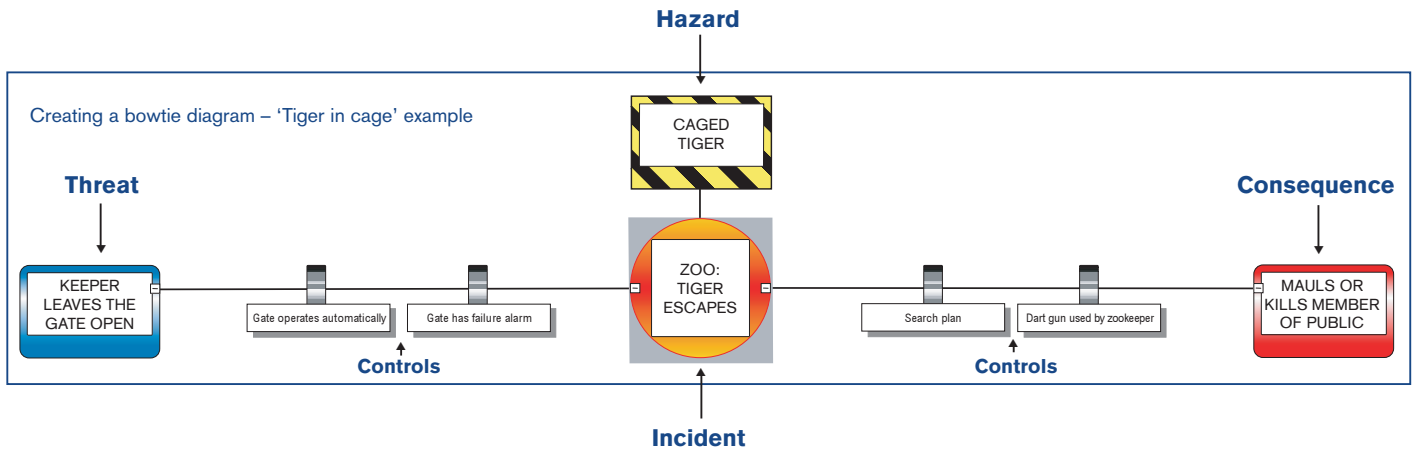 Hazard
Creating a bowtie diagram – ‘Tiger in cage’ example
CAGED
TIGER
Threat
Consequence
KEEPER
LEAVES THE
GATE OPEN
Gate operates automatically
Gate has failure alarm
Controls
ZOO:
TIGER
ESCAPES
Search plan
Dart gun used by zookeeper
Controls
MAULS OR
KILLS MEMBER
OF PUBLIC
Incident